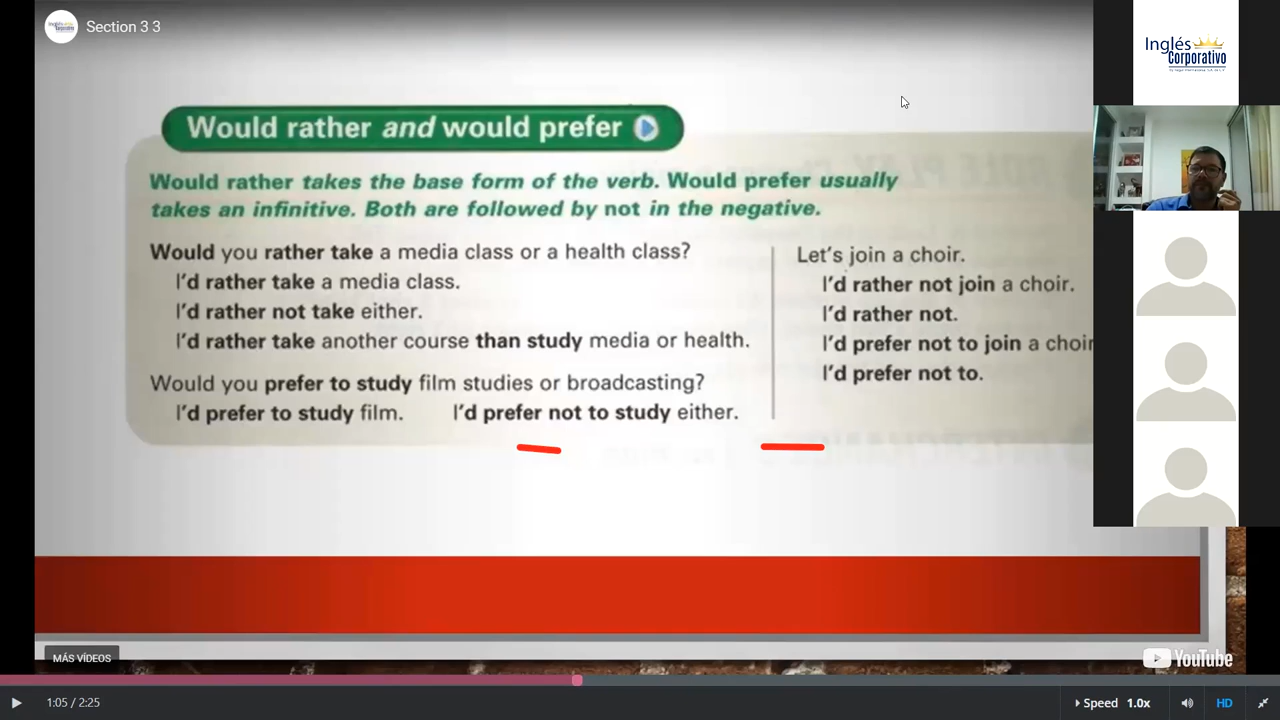 Section 3 3
Inglés
Corporativo
Would rather and would prefer
Would rather takes the base form of the verb. Would prefer usually
takes an infinitive. Both are followed by not in the negative.
Would you rather take a media class or a health class?
I'd rather take a media class.
I'd rather not take either.
I'd rather take another course than study media or health.
Would you prefer to study film studies or broadcasting?
I'd prefer to study film. I'd prefer not to study either.
Let's join a choir.
I'd rather not join a choir.
I'd rather not.
I'd prefer not to join a choir
I'd prefer not to.
MÁS VÍDEOS
YouTube
1:05 / 2:25
Speed 1.0x
HD